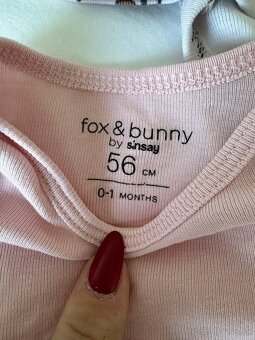 fox & bunny
by sinsay
56 CM
0-1 MONTHS